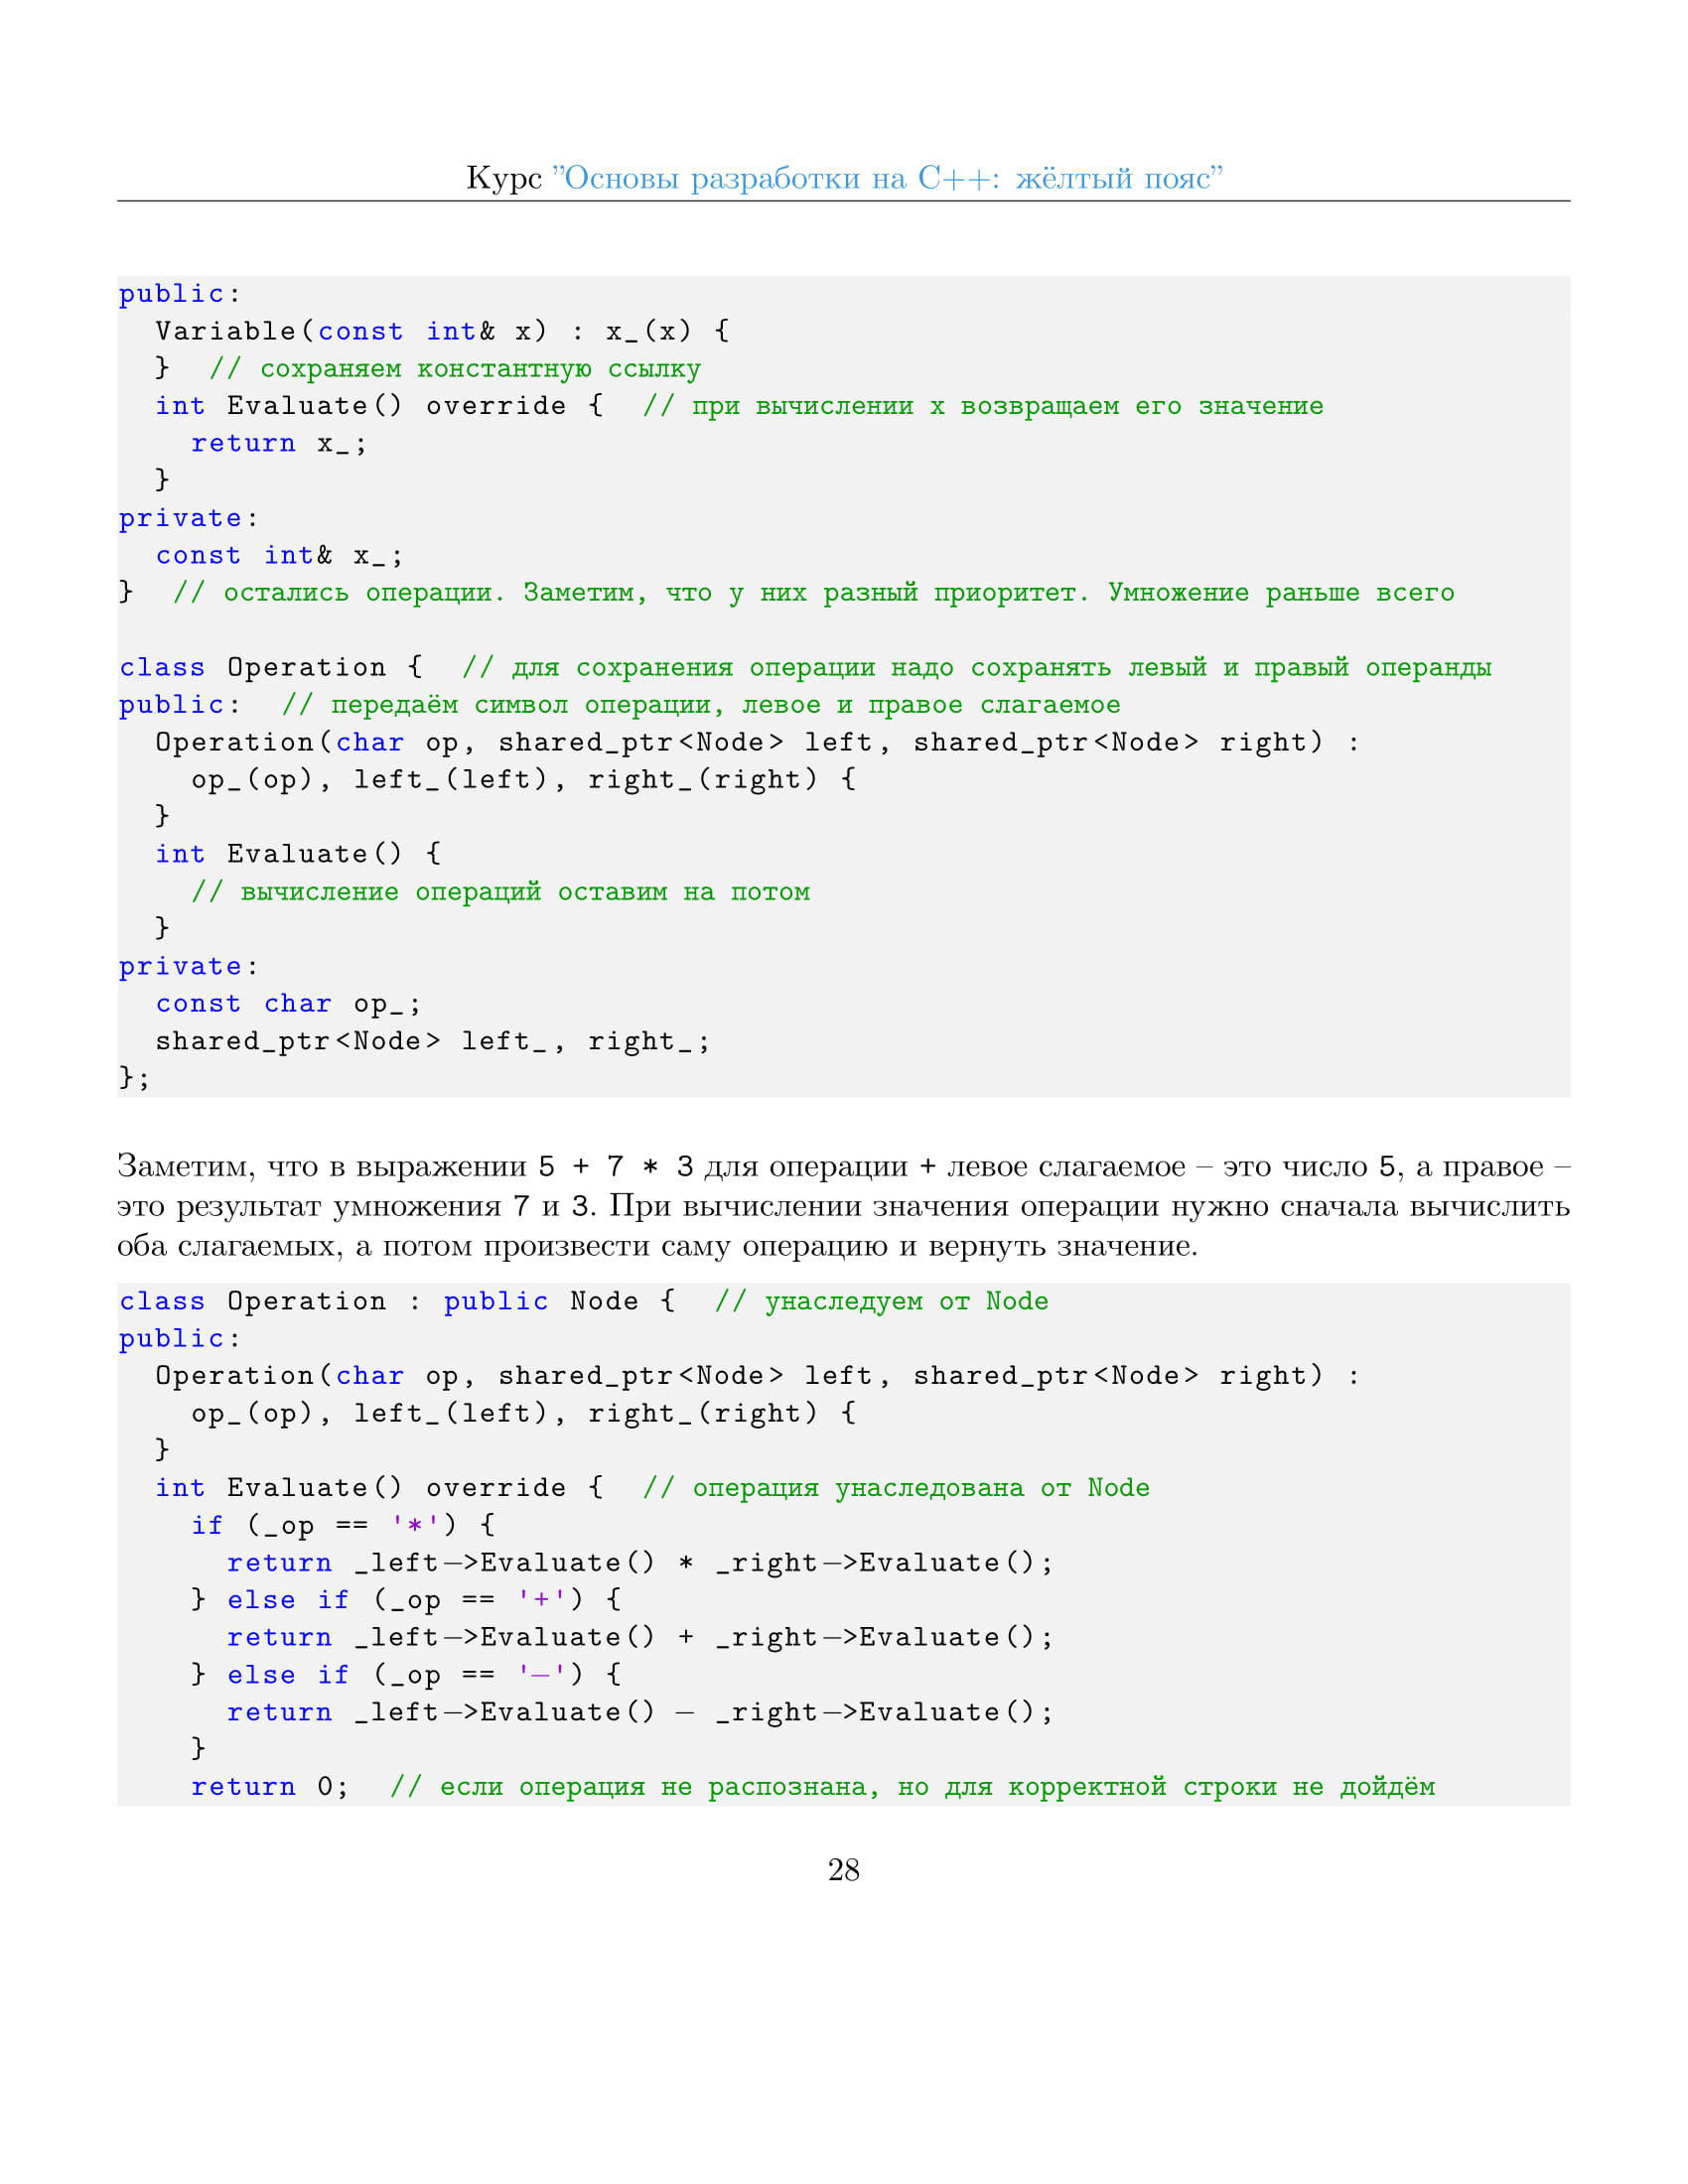 Курс ”Основы разработки на C++: жёлтый пояс”
public:
  Variable(const int& x) : x_(x) {
  }  // сохраняем константную ссылку
  int Evaluate() override {  // при вычислении x возвращаем его значение
    return x_;
  }
private:
  const int& x_;
}  // остались операции. Заметим, что у них разный приоритет. Умножение раньше всего
class Operation {  // для сохранения операции надо сохранять левый и правый операнды
public:  // передаём символ операции, левое и правое слагаемое
  Operation(char op, shared_ptr<Node> left, shared_ptr<Node> right) :
    op_(op), left_(left), right_(right) {
  }
  int Evaluate() {
    // вычисление операций оставим на потом
  }
private:
  const char op_;
  shared_ptr<Node> left_, right_;
};
Заметим, что в выражении 5 + 7 * 3 для операции + левое слагаемое – это число 5, а правое –
это результат умножения 7 и 3. При вычислении значения операции нужно сначала вычислить
оба слагаемых, а потом произвести саму операцию и вернуть значение.
class Operation : public Node {  // унаследуем от Node
public:
  Operation(char op, shared_ptr<Node> left, shared_ptr<Node> right) :
    op_(op), left_(left), right_(right) {
  }
  int Evaluate() override {  // операция унаследована от Node
    if (_op == '*') {
      return _left−>Evaluate() * _right−>Evaluate();
    } else if (_op == '+') {
      return _left−>Evaluate() + _right−>Evaluate();
    } else if (_op == '−') {
      return _left−>Evaluate() − _right−>Evaluate();
    }
    return 0;  // если операция не распознана, но для корректной строки не дойдём
28